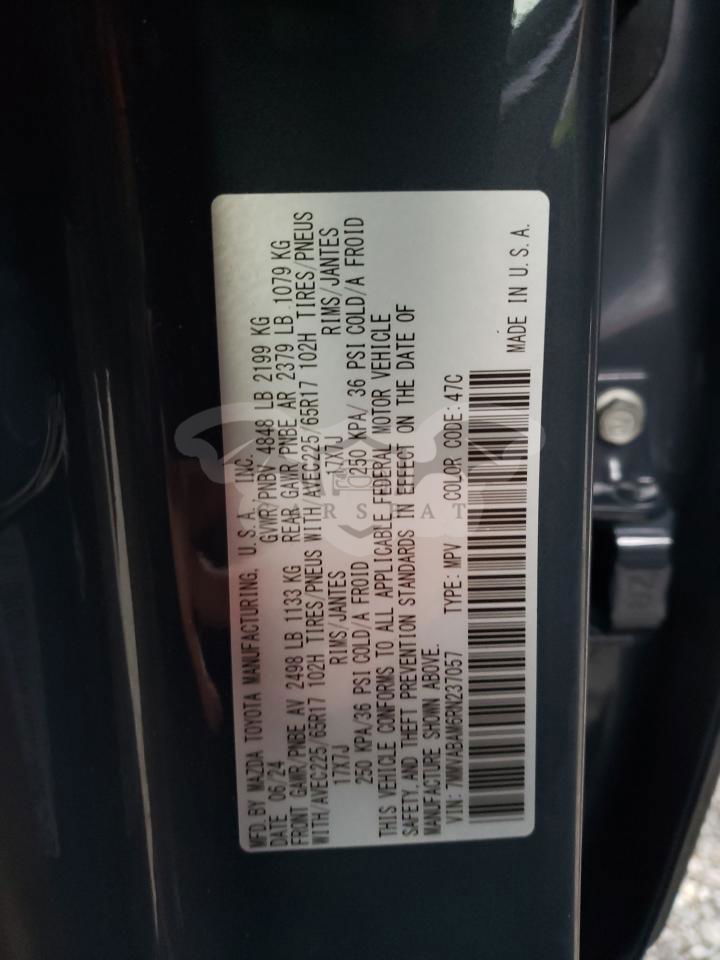 MFD. BY MAZDA TOYOTA MANUFACTURING, U.S.A., INC.
DATE 06/24 GVWR/PNBV 4848 LB 2199 KG
FRONT GAWR/PNBE AV 2498 LB 1133 KG REAR GAWR PNBE AR 2379 LB 1079 KG
WITH/AVEC225/65R17 102H TIRES/PNEUS WITH/AVEC225/65R17 102H TIRES/PNEUS
17X7J RIMS/JANTES 17X7J RIMS/JANTES
250 KPA/36 PSI COLD/A FROID 250 KPA/ 36 PSI COLD/A FROID
THIS VEHICLE CONFORMS TO ALL APPLICABLE FEDERAL MOTOR VEHICLE
SAFETY, AND THEFT PREVENTION STANDARDS IN EFFECT ON THE DATE OF
MANUFACTURE SHOWN ABOVE.
VIN: 7MMVABAM6RN237057 TYPE: MPV COLOR CODE: 47C
MADE IN U.S.A.